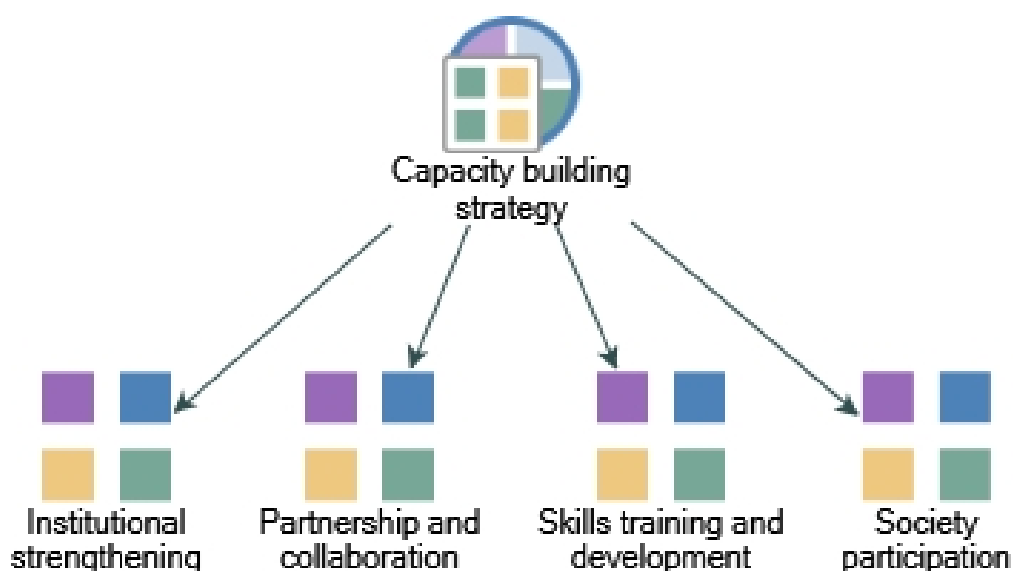 Capacity building
strategy
Institutional
strengthening
Partnership and
collaboration
Skills training and
development
Society
participation